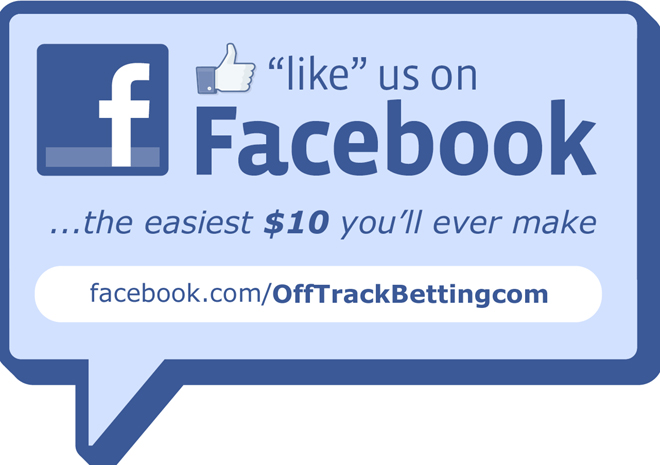 f
“like” us on
Facebook
...the easiest $10 you’ll ever make
facebook.com/OffTrackBettingcom